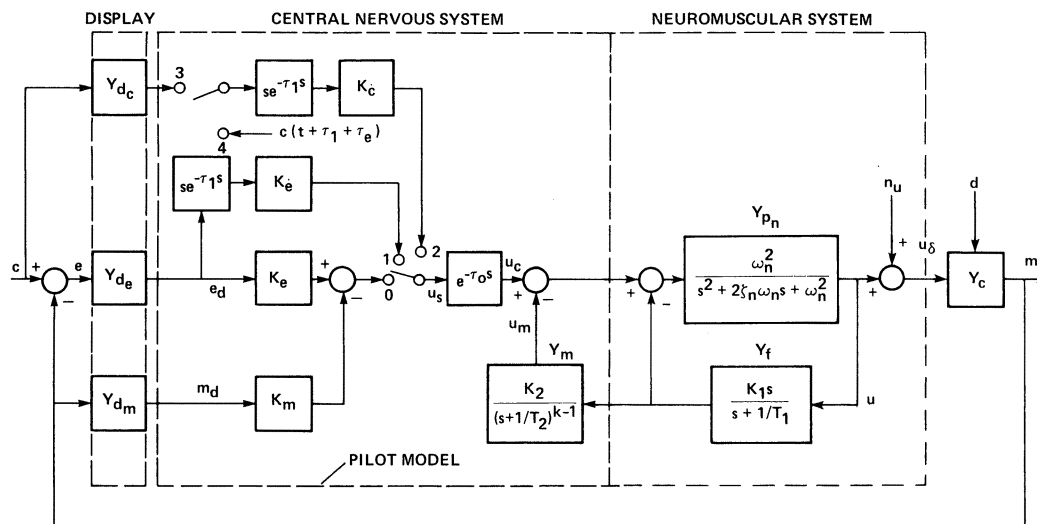 DISPLAY
CENTRAL NERVOUS SYSTEM
NEUROMUSCULAR SYSTEM
Y_{d_c}
3
se^{-τ_1 s}
K_ċ
4
c (t + τ_1 + τ_e)
se^{-τ_1 s}
K_ė
1
2
0
c
+
−
e
Y_{d_e}
e_d
K_e
+
−
u_s
e^{-τ_0 s}
u_c
+
−
u_m
+
−
Y_{p_n}
ω_n^2
s^2 + 2ζ_n ω_n s + ω_n^2
n_u
+
+
u_δ
d
Y_c
m
Y_{d_m}
m_d
K_m
Y_m
K_2
(s+1/T_2)^{k−1}
Y_f
K_1 s
s + 1/T_1
u
PILOT MODEL